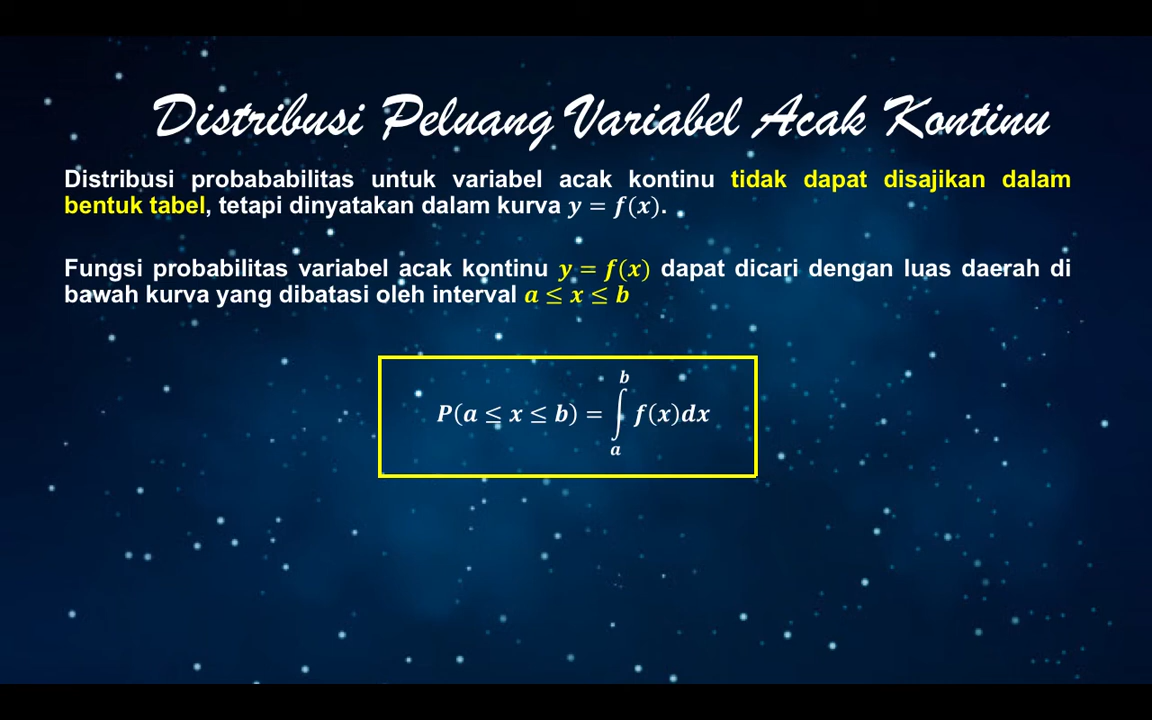 Distribusi Peluang Variabel Acak Kontinu
Distribusi probababilitas untuk variabel acak kontinu tidak dapat disajikan dalam
bentuk tabel, tetapi dinyatakan dalam kurva y = f(x).
Fungsi probabilitas variabel acak kontinu y = f(x) dapat dicari dengan luas daerah di
bawah kurva yang dibatasi oleh interval a ≤ x ≤ b
P(a ≤ x ≤ b) = ∫ₐᵇ f(x)dx